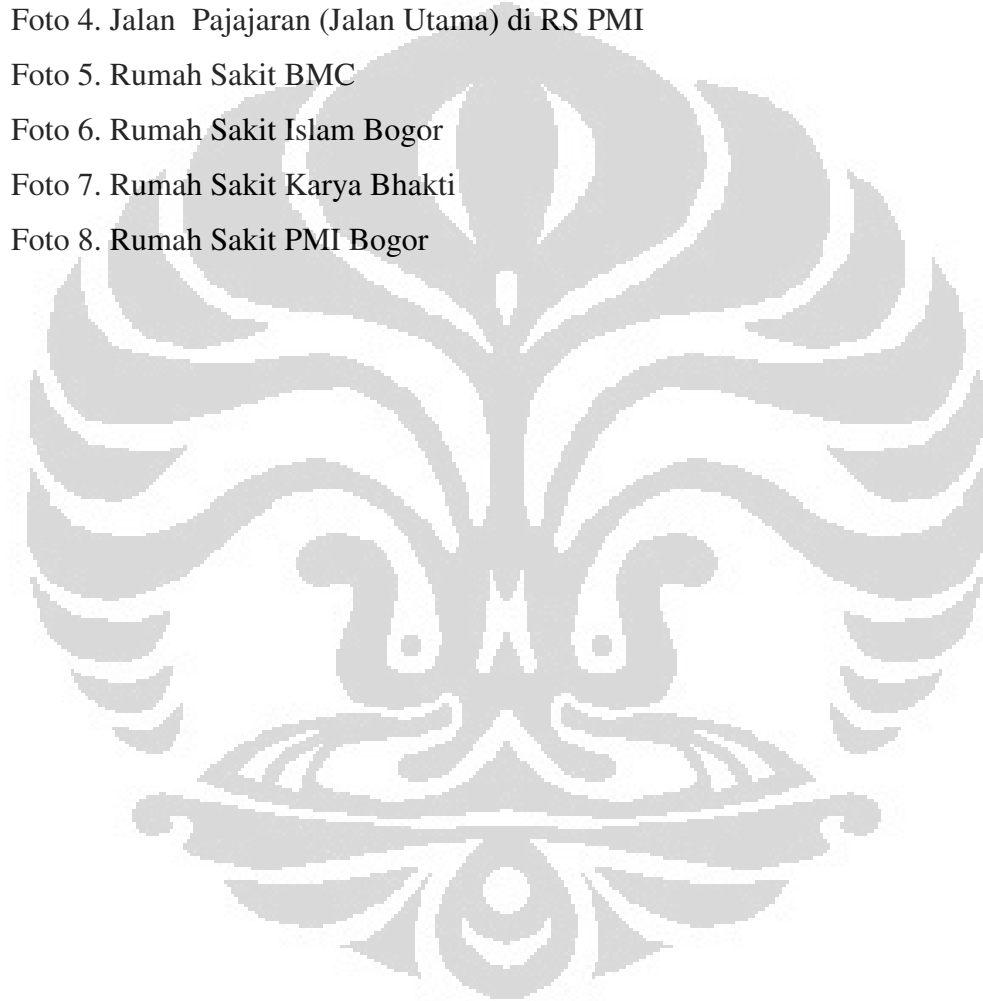 Foto 4. Jalan  Pajajaran (Jalan Utama) di RS PMI
Foto 5. Rumah Sakit BMC
Foto 6. Rumah Sakit Islam Bogor
Foto 7. Rumah Sakit Karya Bhakti
Foto 8. Rumah Sakit PMI Bogor